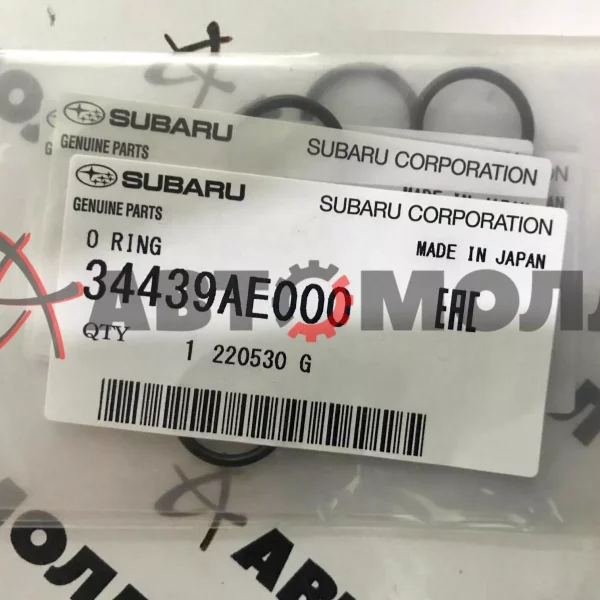 SUBARU
GENUINE PARTS
SUBARU CORPORATION
SUBARU
GENUINE PARTS
SUBARU CORPORATION
O RING
MADE IN JAPAN
34439AE000
EAC
АВТОМОЛЛ
QTY
1 220530 G